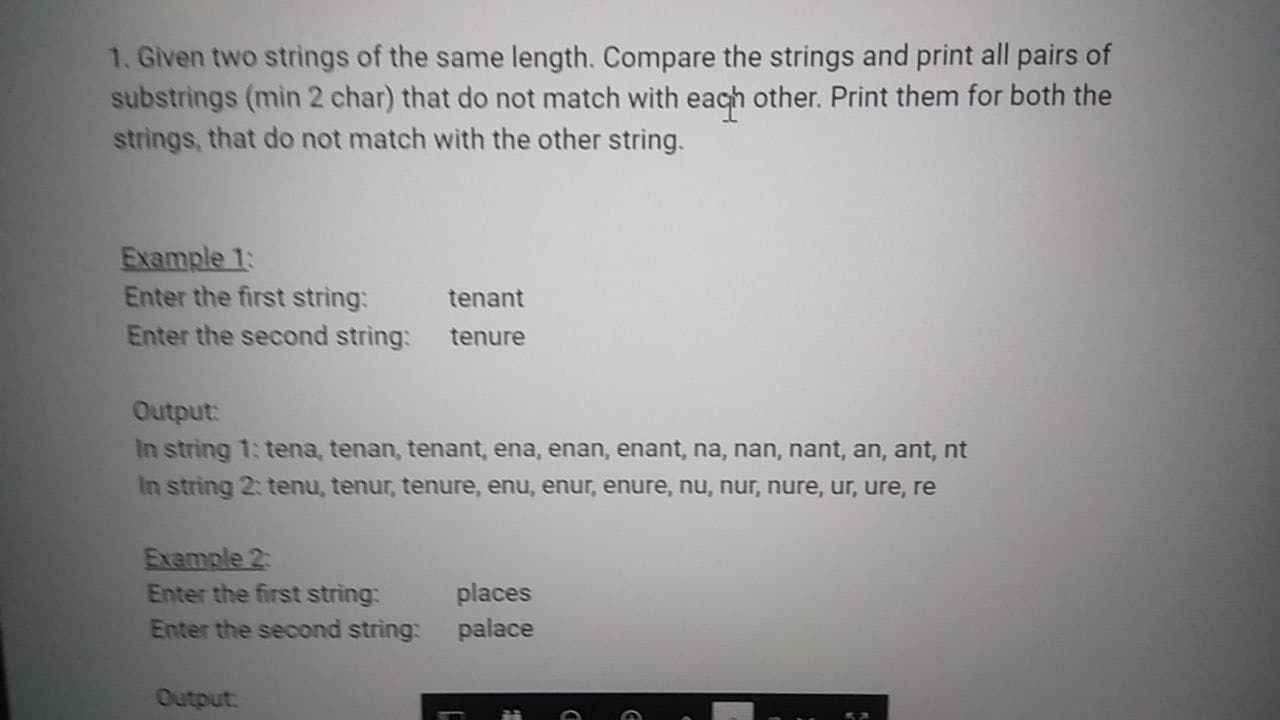 1. Given two strings of the same length. Compare the strings and print all pairs of
substrings (min 2 char) that do not match with each other. Print them for both the
strings, that do not match with the other string.
Example 1:
Enter the first string: tenant
Enter the second string: tenure
Output:
In string 1: tena, tenan, tenant, ena, enan, enant, na, nan, nant, an, ant, nt
In string 2: tenu, tenur, tenure, enu, enur, enure, nu, nur, nure, ur, ure, re
Example 2:
Enter the first string: places
Enter the second string: palace
Output: